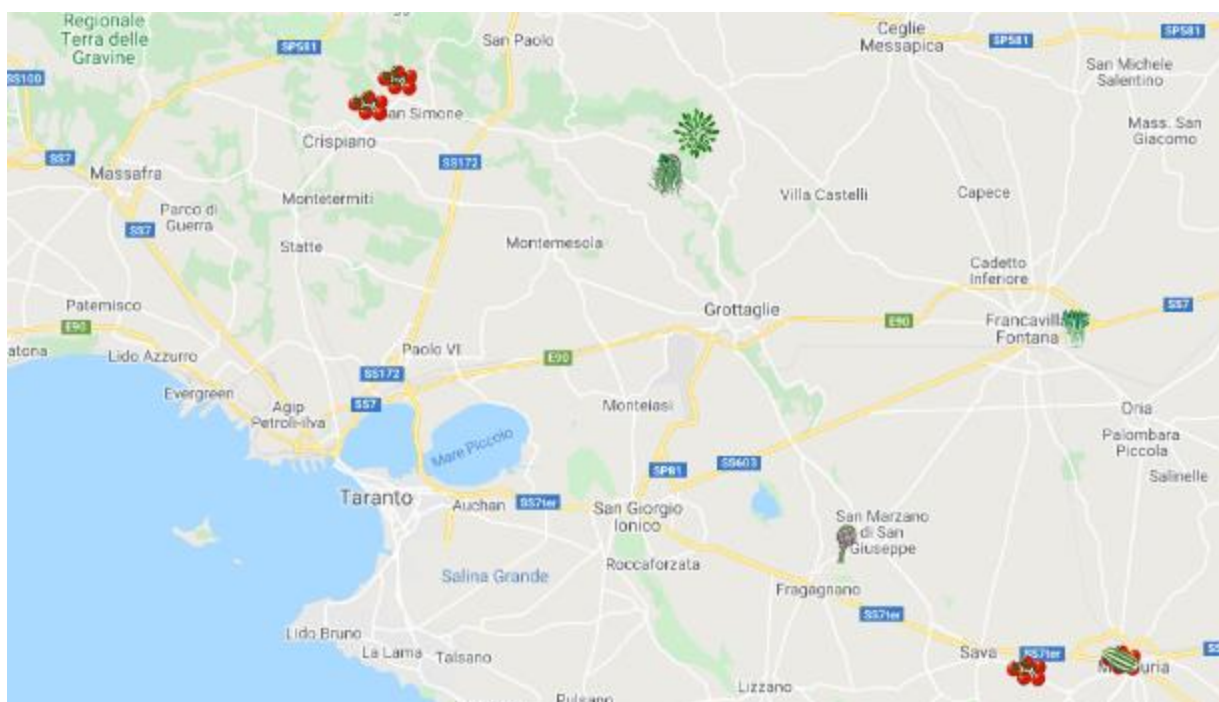 Regionale
Terra delle
Gravine
SP581
San Paolo
Ceglie
Messapica
SP581
SP581
SS100
San Michele
Salentino
San Simone
Mass. San
Giacomo
Crispiano
SS7
SS172
Massafra
Montetermiti
Villa Castelli
Capece
Parco di
Guerra
SS7
Statte
Montemesola
Cadetto
Inferiore
Patemisco
Grottaglie
SS7
E90
E90
Francavilla
Fontana
Lido Azzurro
Paolo VI
E90
SS172
Evergreen
Agip
Petroli-ilva
SS7
Monteiasi
Oria
Palombara
Piccola
Mare Piccolo
SP81
SS603
Salinelle
Taranto
Auchan
SS7ter
San Giorgio
Ionico
San Marzano
di San
Giuseppe
Roccaforzata
Salina Grande
Fragagnano
SS7ter
Lido Bruno
La Lama
Talsano
Sava
SS7ter
Lizzano
Pulsano